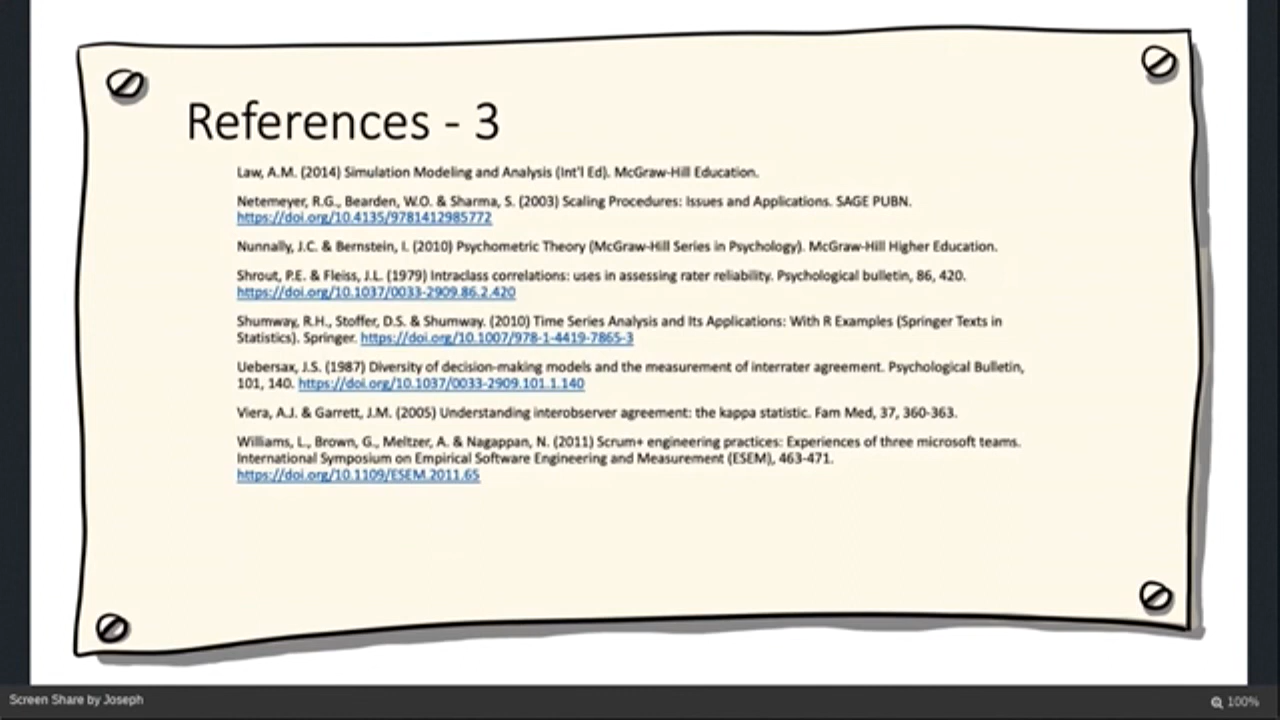 References - 3
Law, A.M. (2014) Simulation Modeling and Analysis (Int'l Ed). McGraw-Hill Education.
Netemeyer, R.G., Bearden, W.O. & Sharma, S. (2003) Scaling Procedures: Issues and Applications. SAGE PUBN.
https://doi.org/10.4135/9781412985772
Nunnally, J.C. & Bernstein, I. (2010) Psychometric Theory (McGraw-Hill Series in Psychology). McGraw-Hill Higher Education.
Shrout, P.E. & Fleiss, J.L. (1979) Intraclass correlations: uses in assessing rater reliability. Psychological bulletin, 86, 420.
https://doi.org/10.1037/0033-2909.86.2.420
Shumway, R.H., Stoffer, D.S. & Shumway. (2010) Time Series Analysis and Its Applications: With R Examples (Springer Texts in
Statistics). Springer. https://doi.org/10.1007/978-1-4419-7865-3
Uebersax, J.S. (1987) Diversity of decision-making models and the measurement of interrater agreement. Psychological Bulletin,
101, 140. https://doi.org/10.1037/0033-2909.101.1.140
Viera, A.J. & Garrett, J.M. (2005) Understanding interobserver agreement: the kappa statistic. Fam Med, 37, 360-363.
Williams, L., Brown, G., Meltzer, A. & Nagappan, N. (2011) Scrum+ engineering practices: Experiences of three microsoft teams.
International Symposium on Empirical Software Engineering and Measurement (ESEM), 463-471.
https://doi.org/10.1109/ESEM.2011.65
Screen Share by Joseph
100%